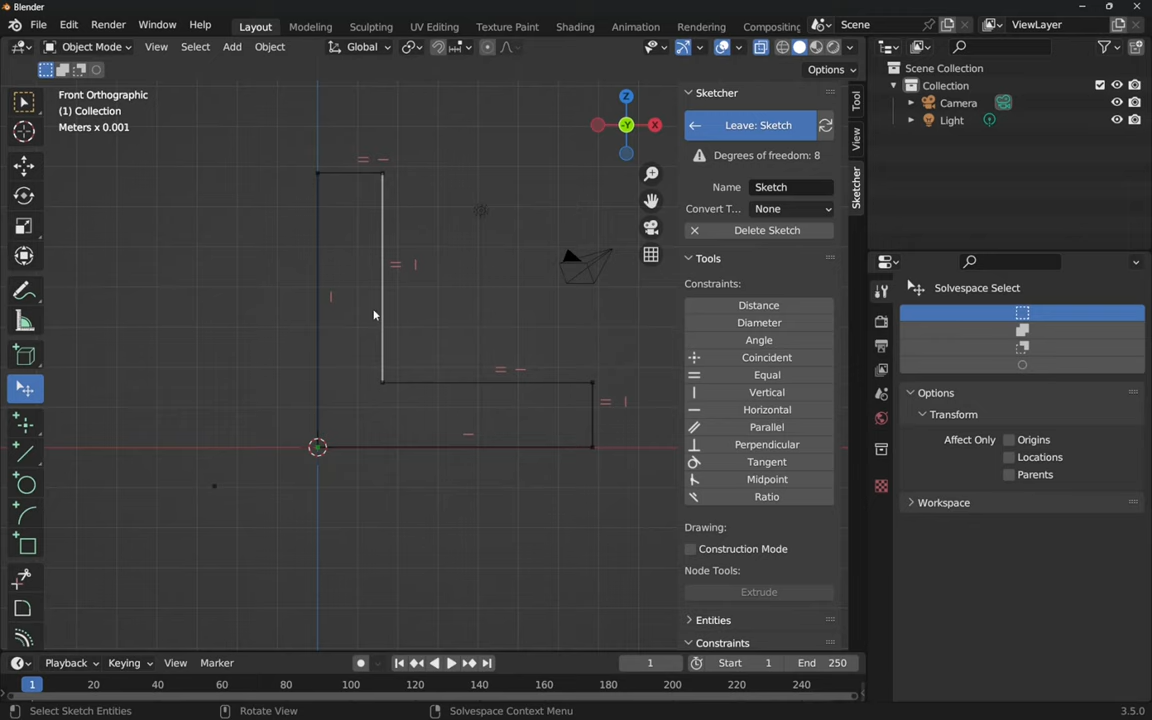 Blender
File Edit Render Window Help Layout Modeling Sculpting UV Editing Texture Paint Shading Animation Rendering Compositing Scene ViewLayer
Object Mode View Select Add Object Global
Options
Front Orthographic
(1) Collection
Meters x 0.001
Z
-Y
X
Sketcher
Leave: Sketch
Degrees of freedom: 8
Name Sketch
Convert T... None
Delete Sketch
Tools
Constraints:
Distance
Diameter
Angle
Coincident
Equal
Vertical
Horizontal
Parallel
Perpendicular
Tangent
Midpoint
Ratio
Drawing:
Construction Mode
Node Tools:
Extrude
Entities
Constraints
Tool
View
Sketcher
Scene Collection
Collection
Camera
Light
Solvespace Select
Options
Transform
Affect Only Origins
Locations
Parents
Workspace
Playback Keying View Marker 1 Start 1 End 250
1 20 40 60 80 100 120 140 160 180 200 220 240
Select Sketch Entities Rotate View Solvespace Context Menu 3.5.0